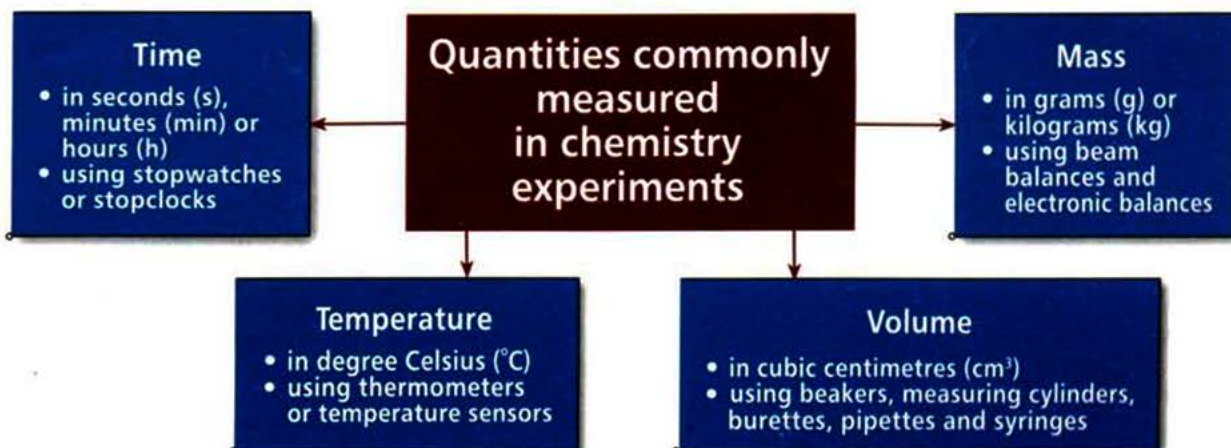 Quantities commonly
measured
in chemistry
experiments
Time
• in seconds (s),
minutes (min) or
hours (h)
• using stopwatches
or stopclocks
Mass
• in grams (g) or
kilograms (kg)
• using beam
balances and
electronic balances
Temperature
• in degree Celsius (°C)
• using thermometers
or temperature sensors
Volume
• in cubic centimetres (cm³)
• using beakers, measuring cylinders,
burettes, pipettes and syringes